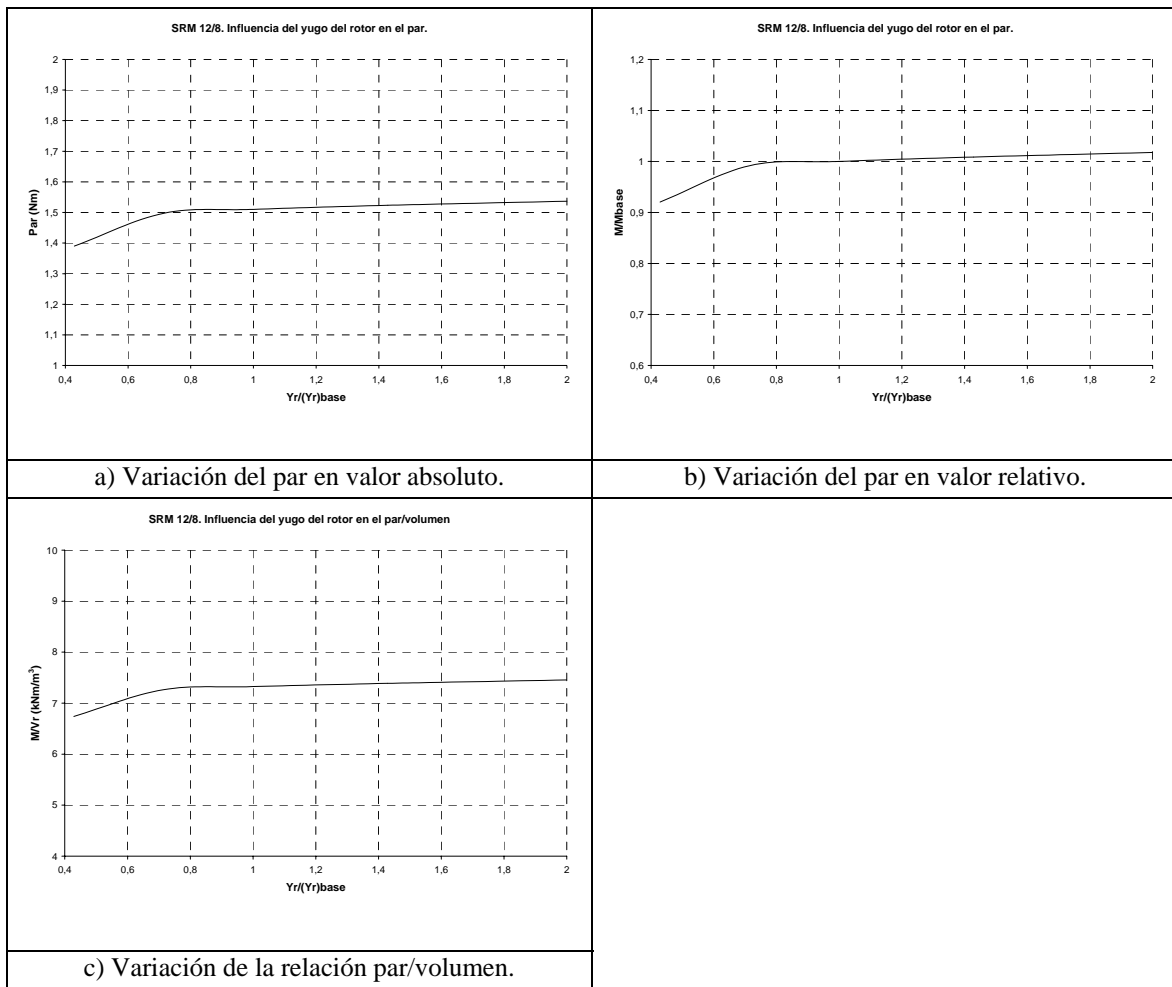 SRM 12/8. Influencia del yugo del rotor en el par.
Par (Nm)
2
1,9
1,8
1,7
1,6
1,5
1,4
1,3
1,2
1,1
1
0,4 0,6 0,8 1 1,2 1,4 1,6 1,8 2
Yr/(Yr)base
a) Variación del par en valor absoluto.
SRM 12/8. Influencia del yugo del rotor en el par.
M/Mbase
1,2
1,1
1
0,9
0,8
0,7
0,6
0,4 0,6 0,8 1 1,2 1,4 1,6 1,8 2
Yr/(Yr)base
b) Variación del par en valor relativo.
SRM 12/8. Influencia del yugo del rotor en el par/volumen
M/Vr (kNm/m³)
10
9
8
7
6
5
4
0,4 0,6 0,8 1 1,2 1,4 1,6 1,8 2
Yr/(Yr)base
c) Variación de la relación par/volumen.